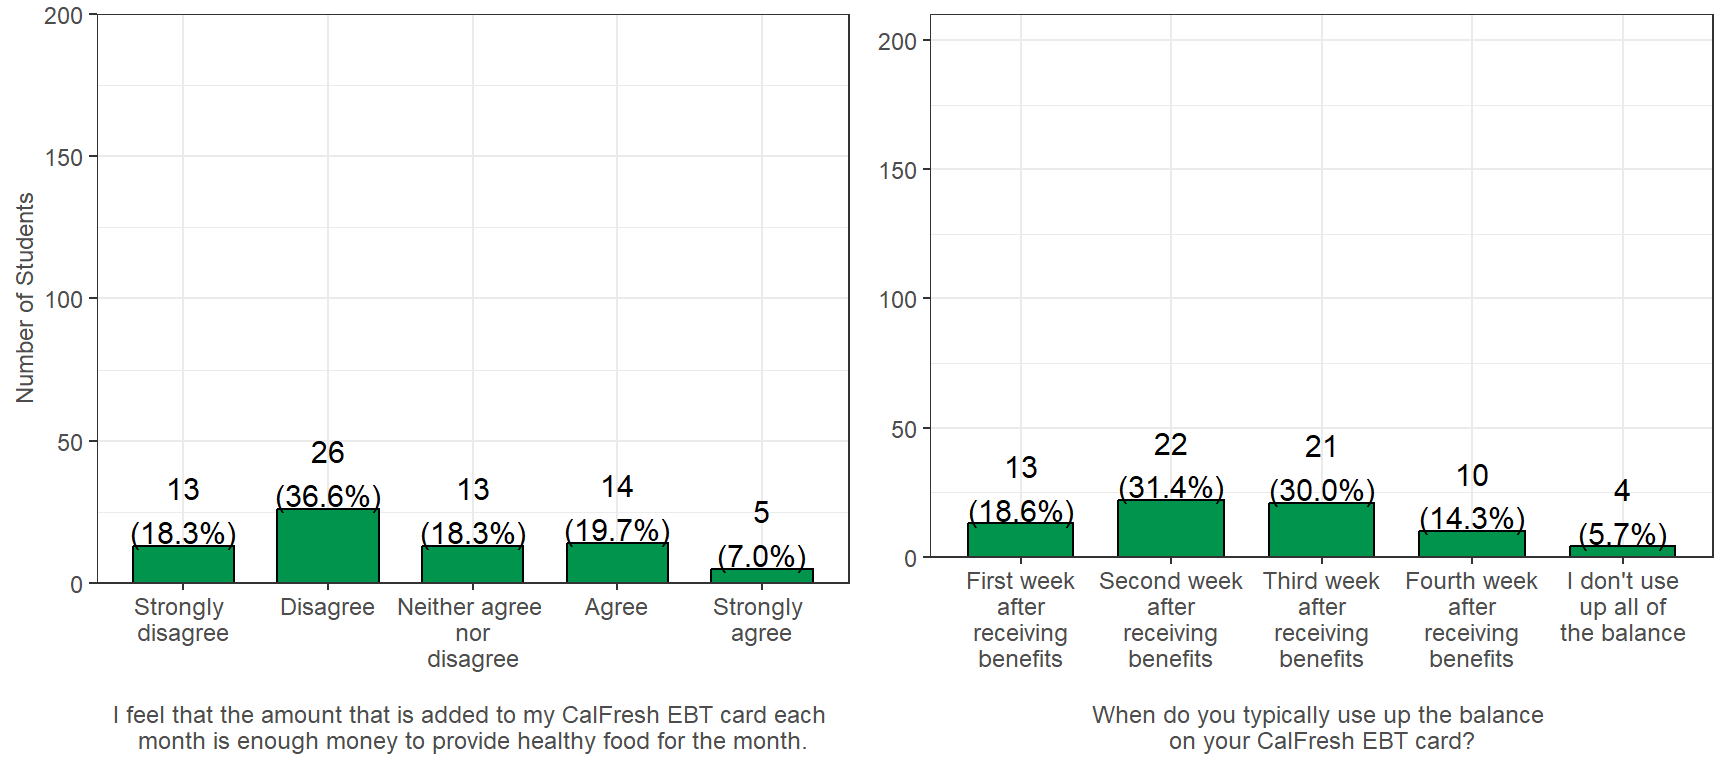 200
150
100
50
0
Number of Students
13
(18.3%)
26
(36.6%)
13
(18.3%)
14
(19.7%)
5
(7.0%)
Strongly
disagree
Disagree
Neither agree
nor
disagree
Agree
Strongly
agree
I feel that the amount that is added to my CalFresh EBT card each
month is enough money to provide healthy food for the month.
200
150
100
50
0
13
(18.6%)
22
(31.4%)
21
(30.0%)
10
(14.3%)
4
(5.7%)
First week
after
receiving
benefits
Second week
after
receiving
benefits
Third week
after
receiving
benefits
Fourth week
after
receiving
benefits
I don't use
up all of
the balance
When do you typically use up the balance
on your CalFresh EBT card?